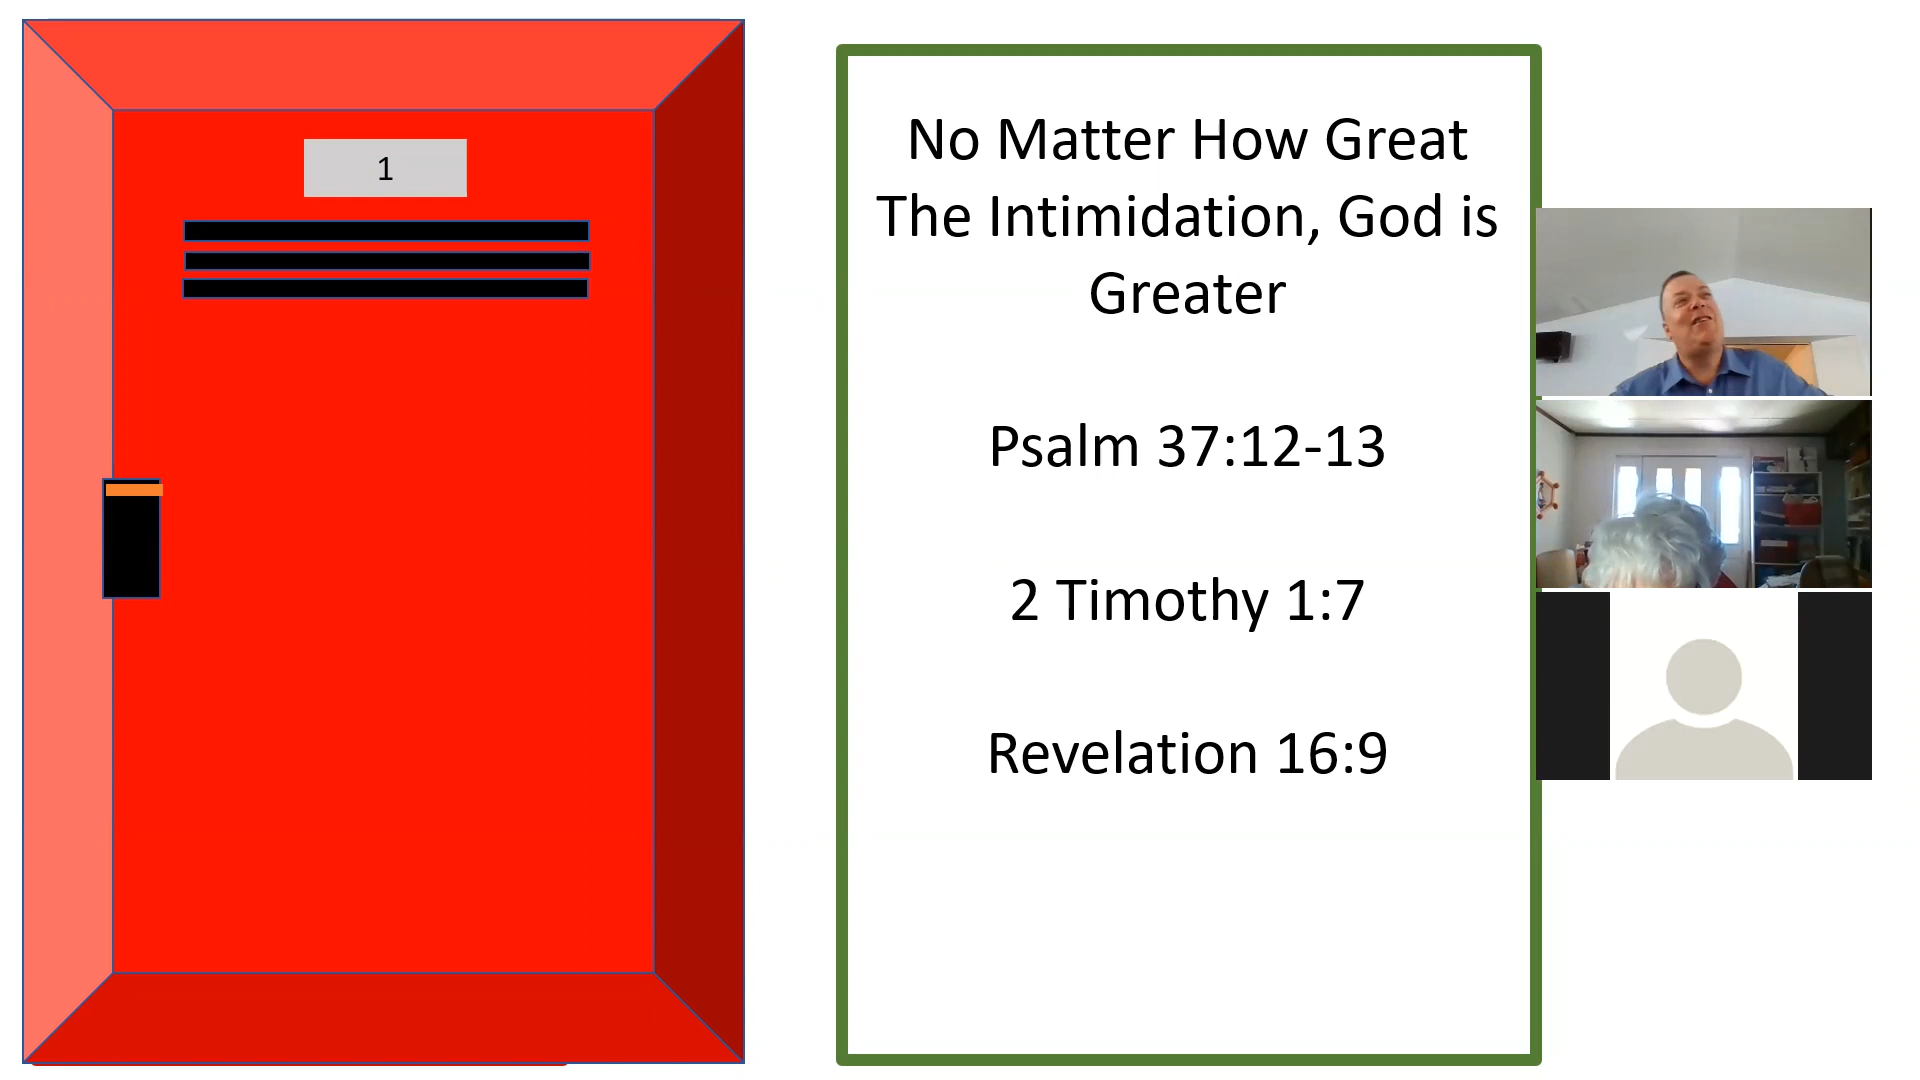 1
No Matter How Great
The Intimidation, God is
Greater
Psalm 37:12-13
2 Timothy 1:7
Revelation 16:9